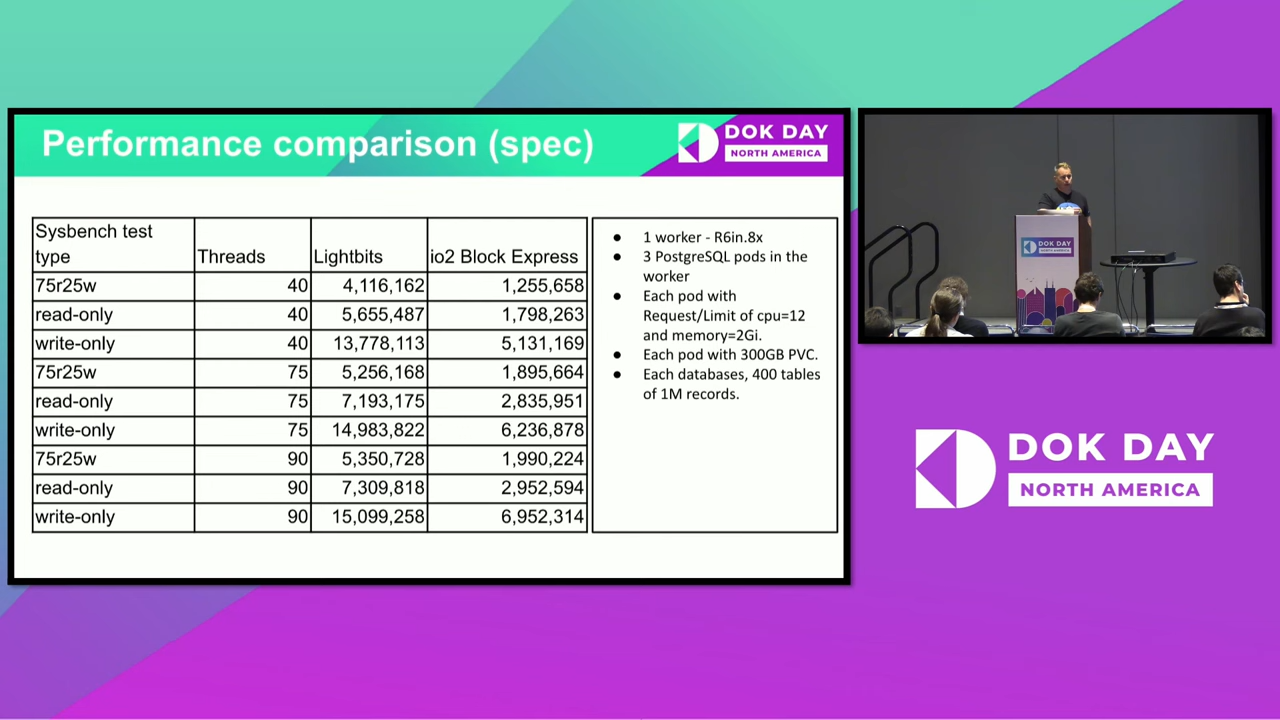 Performance comparison (spec)
DOK DAY
NORTH AMERICA
Sysbench test
type Threads Lightbits io2 Block Express
75r25w 40 4,116,162 1,255,658
read-only 40 5,655,487 1,798,263
write-only 40 13,778,113 5,131,169
75r25w 75 5,256,168 1,895,664
read-only 75 7,193,175 2,835,951
write-only 75 14,983,822 6,236,878
75r25w 90 5,350,728 1,990,224
read-only 90 7,309,818 2,952,594
write-only 90 15,099,258 6,952,314
● 1 worker - R6in.8x
● 3 PostgreSQL pods in the
worker
● Each pod with
Request/Limit of cpu=12
and memory=2Gi.
● Each pod with 300GB PVC.
● Each databases, 400 tables
of 1M records.
DOK DAY
NORTH AMERICA
DOK DAY
NORTH AMERICA